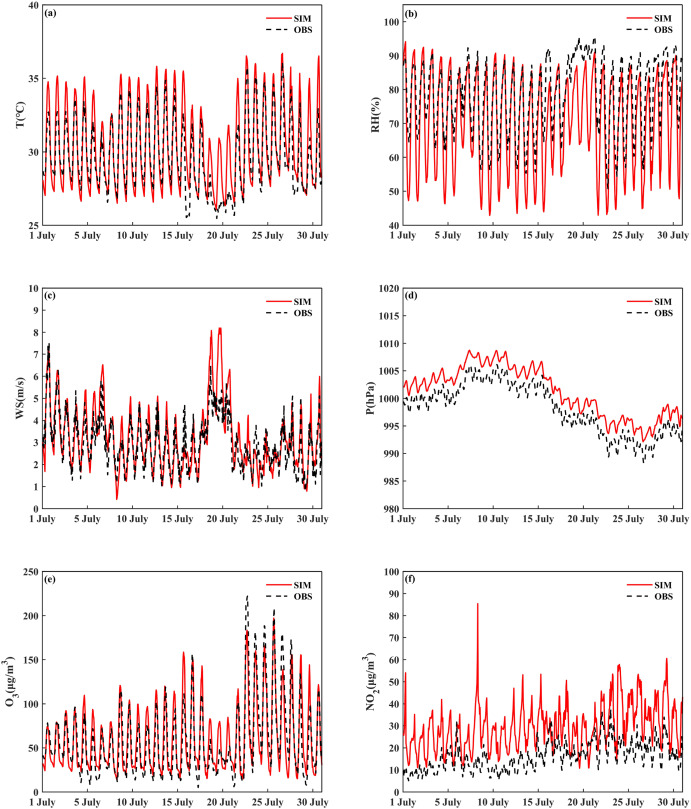 (a)
SIM
OBS
T(℃)
40
35
30
25
1 July 5 July 10 July 15 July 20 July 25 July 30 July
(b)
SIM
OBS
RH(%)
100
90
80
70
60
50
40
1 July 5 July 10 July 15 July 20 July 25 July 30 July
(c)
SIM
OBS
WS(m/s)
10
9
8
7
6
5
4
3
2
1
0
1 July 5 July 10 July 15 July 20 July 25 July 30 July
(d)
SIM
OBS
P(hPa)
1020
1015
1010
1005
1000
995
990
985
980
1 July 5 July 10 July 15 July 20 July 25 July 30 July
(e)
SIM
OBS
O3(μg/m³)
250
200
150
100
50
0
1 July 5 July 10 July 15 July 20 July 25 July 30 July
(f)
SIM
OBS
NO2(μg/m³)
100
90
80
70
60
50
40
30
20
10
0
1 July 5 July 10 July 15 July 20 July 25 July 30 July